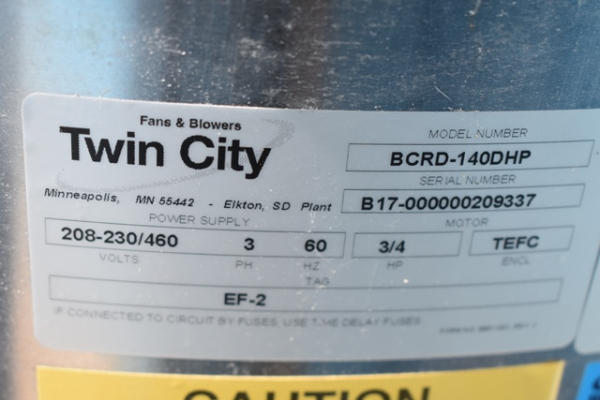 Fans & Blowers
Twin City
Minneapolis, MN 55442 - Elkton, SD Plant
MODEL NUMBER
BCRD-140DHP
SERIAL NUMBER
B17-000000209337
POWER SUPPLY
MOTOR
208-230/460 3 60 3/4 TEFC
VOLTS PH HZ HP ENCL
TAG
EF-2
IF CONNECTED TO CIRCUIT BY FUSES, USE TIME DELAY FUSES
CAUTION